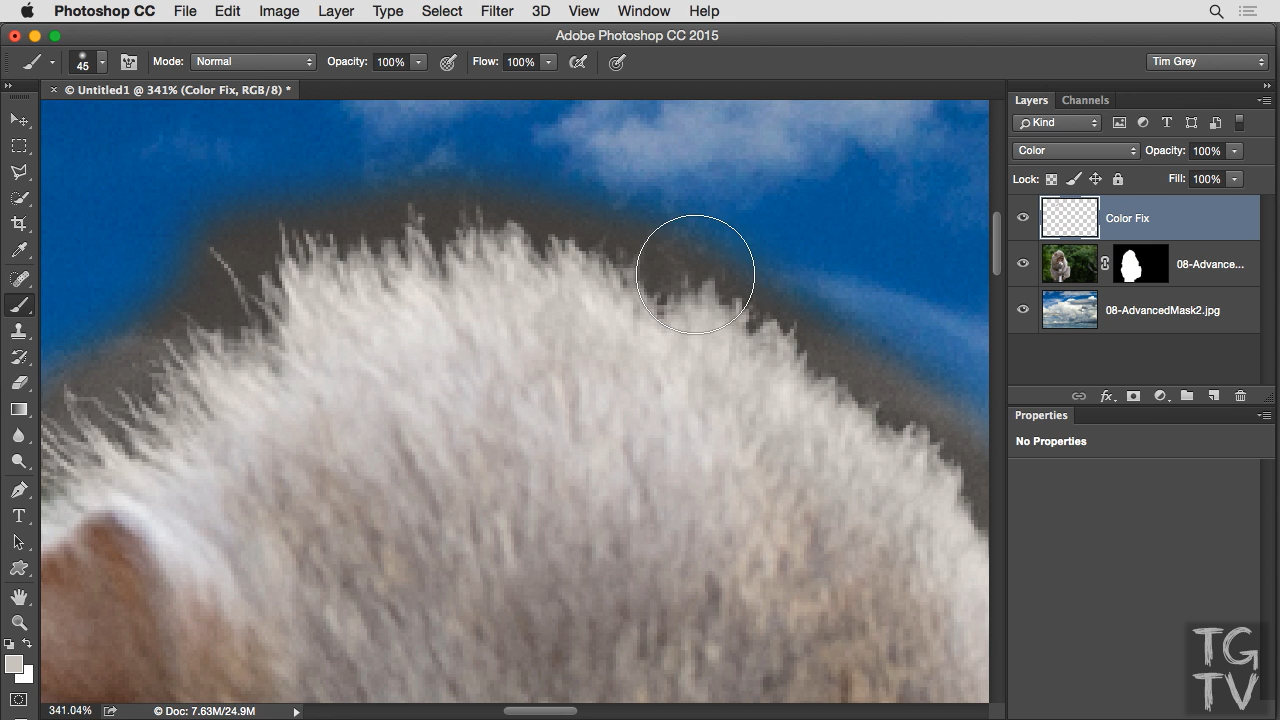 Photoshop CC File Edit Image Layer Type Select Filter 3D View Window Help
Adobe Photoshop CC 2015
45 Mode: Normal Opacity: 100% Flow: 100% Tim Grey
× © Untitled1 @ 341% (Color Fix, RGB/8) *
Layers Channels
Kind
Color Opacity: 100%
Lock: Fill: 100%
Color Fix
08-Advance...
08-AdvancedMask2.jpg
fx
Properties
No Properties
TG
TV
341.04% © Doc: 7.63M/24.9M